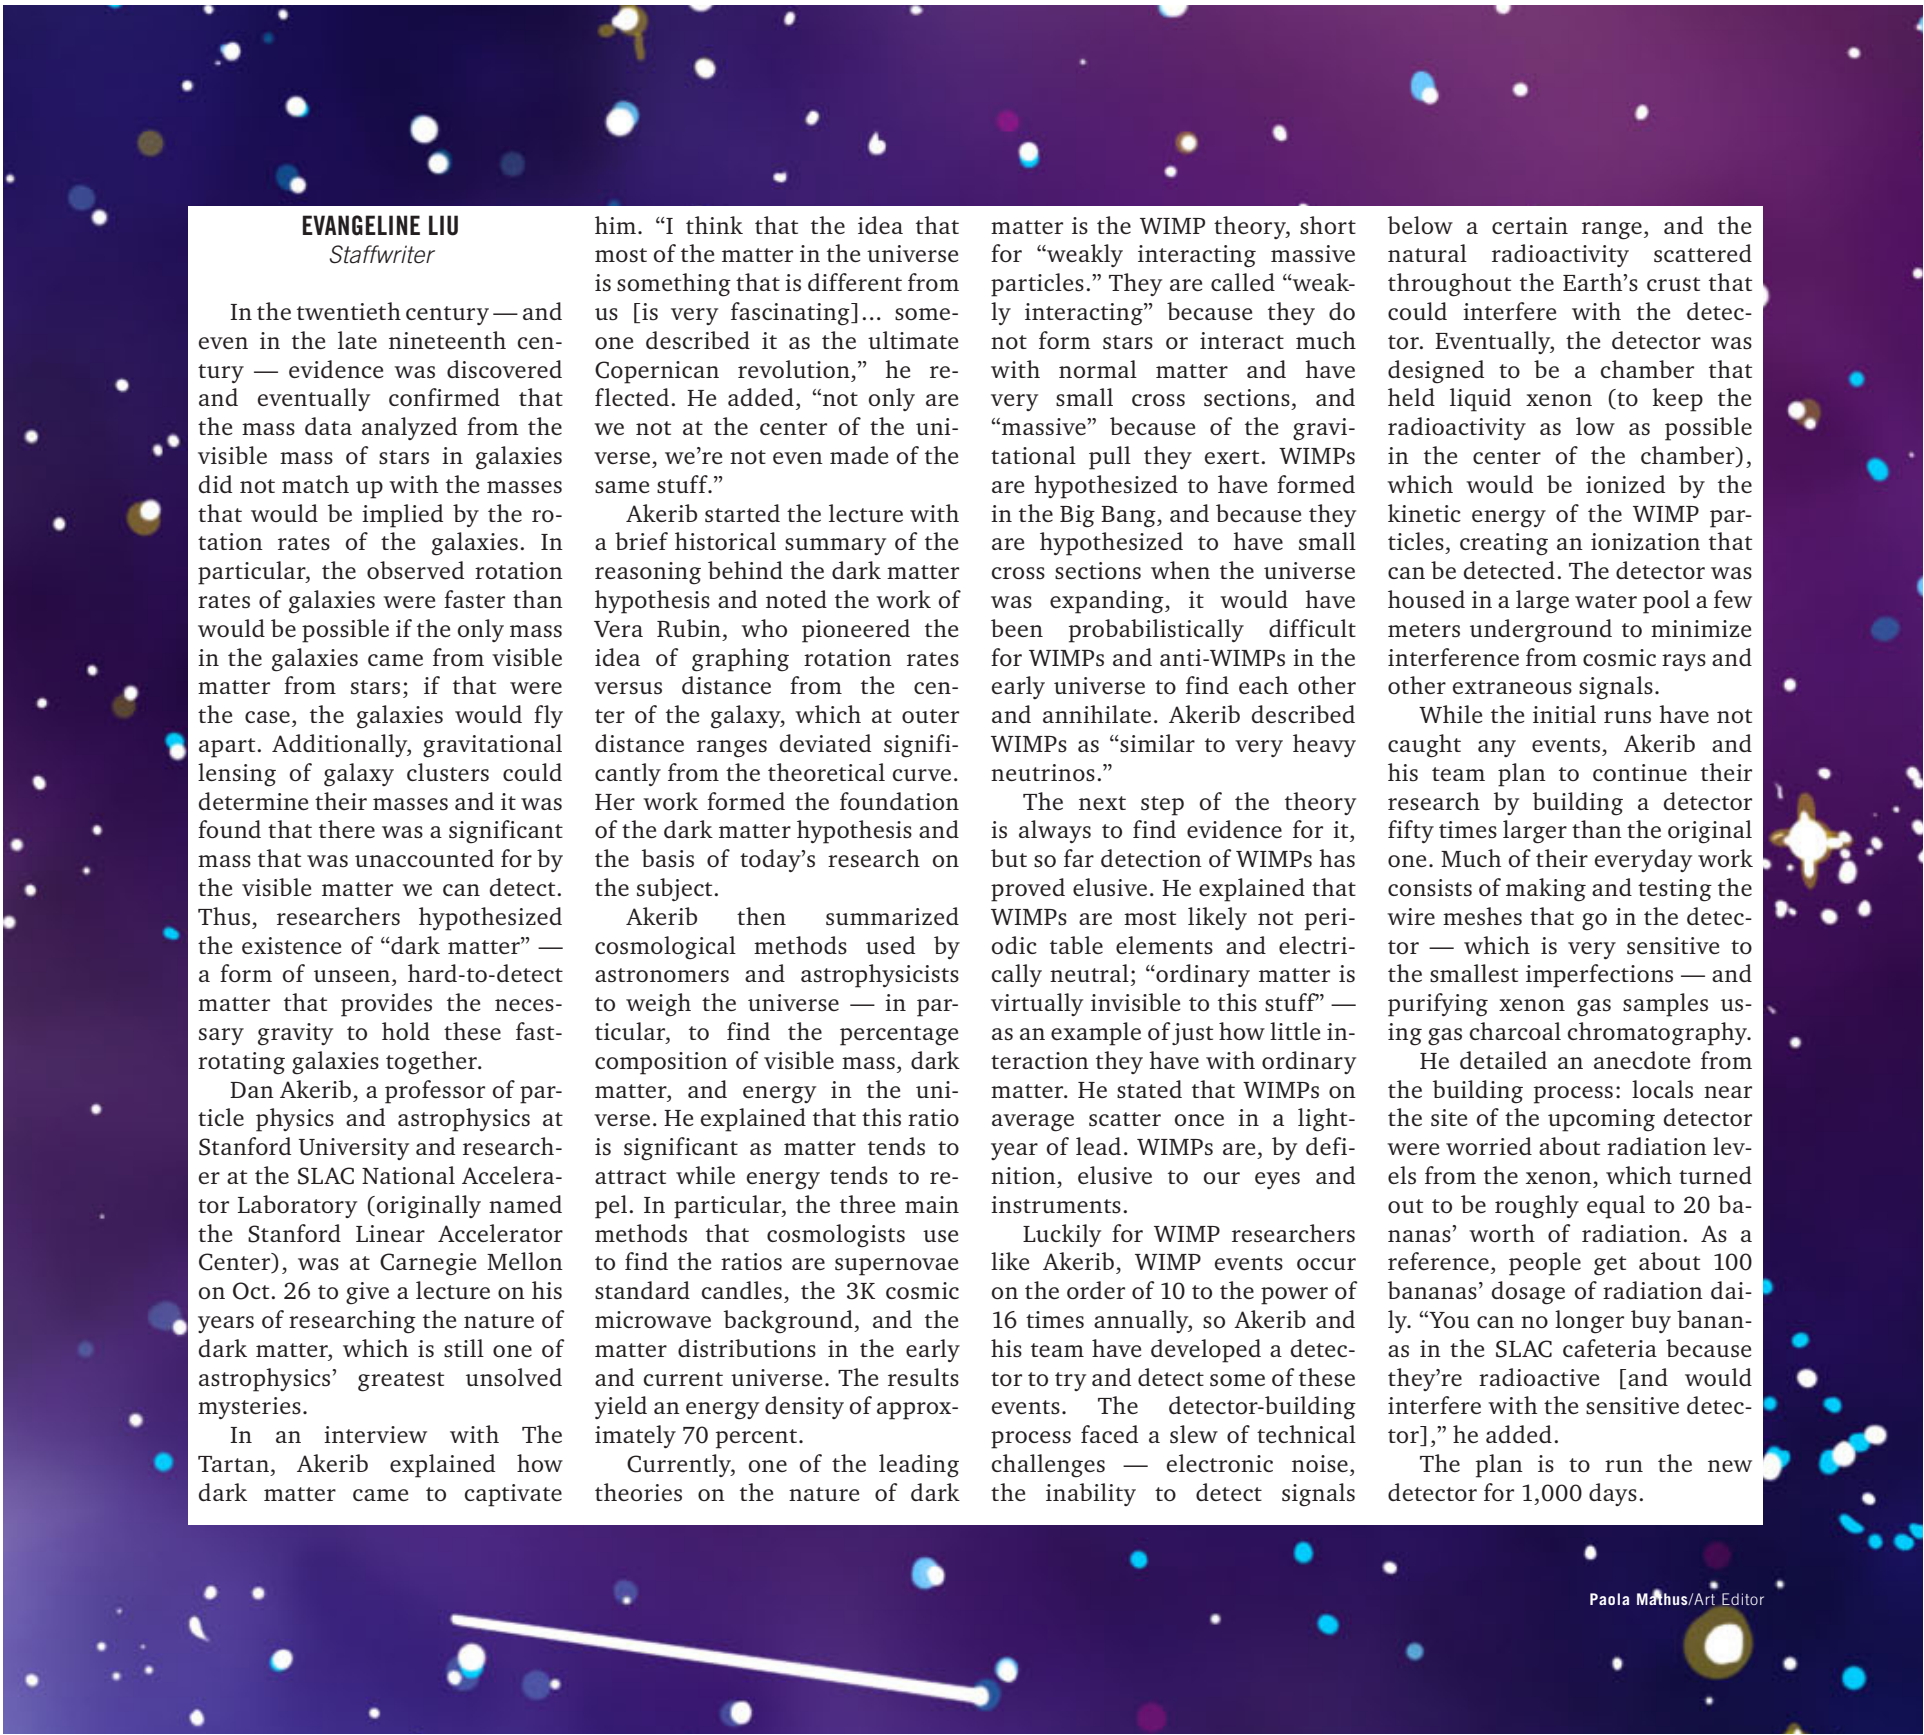 EVANGELINE LIU
Staffwriter
In the twentieth century — and
even in the late nineteenth cen-
tury — evidence was discovered
and eventually confirmed that
the mass data analyzed from the
visible mass of stars in galaxies
did not match up with the masses
that would be implied by the ro-
tation rates of the galaxies. In
particular, the observed rotation
rates of galaxies were faster than
would be possible if the only mass
in the galaxies came from visible
matter from stars; if that were
the case, the galaxies would fly
apart. Additionally, gravitational
lensing of galaxy clusters could
determine their masses and it was
found that there was a significant
mass that was unaccounted for by
the visible matter we can detect.
Thus, researchers hypothesized
the existence of “dark matter” —
a form of unseen, hard-to-detect
matter that provides the neces-
sary gravity to hold these fast-
rotating galaxies together.
Dan Akerib, a professor of par-
ticle physics and astrophysics at
Stanford University and research-
er at the SLAC National Accelera-
tor Laboratory (originally named
the Stanford Linear Accelerator
Center), was at Carnegie Mellon
on Oct. 26 to give a lecture on his
years of researching the nature of
dark matter, which is still one of
astrophysics’ greatest unsolved
mysteries.
In an interview with The
Tartan, Akerib explained how
dark matter came to captivate
him. “I think that the idea that
most of the matter in the universe
is something that is different from
us [is very fascinating]... some-
one described it as the ultimate
Copernican revolution,” he re-
flected. He added, “not only are
we not at the center of the uni-
verse, we’re not even made of the
same stuff.”
Akerib started the lecture with
a brief historical summary of the
reasoning behind the dark matter
hypothesis and noted the work of
Vera Rubin, who pioneered the
idea of graphing rotation rates
versus distance from the cen-
ter of the galaxy, which at outer
distance ranges deviated signifi-
cantly from the theoretical curve.
Her work formed the foundation
of the dark matter hypothesis and
the basis of today’s research on
the subject.
Akerib then summarized
cosmological methods used by
astronomers and astrophysicists
to weigh the universe — in par-
ticular, to find the percentage
composition of visible mass, dark
matter, and energy in the uni-
verse. He explained that this ratio
is significant as matter tends to
attract while energy tends to re-
pel. In particular, the three main
methods that cosmologists use
to find the ratios are supernovae
standard candles, the 3K cosmic
microwave background, and the
matter distributions in the early
and current universe. The results
yield an energy density of approx-
imately 70 percent.
Currently, one of the leading
theories on the nature of dark
matter is the WIMP theory, short
for “weakly interacting massive
particles.” They are called “weak-
ly interacting” because they do
not form stars or interact much
with normal matter and have
very small cross sections, and
“massive” because of the gravi-
tational pull they exert. WIMPs
are hypothesized to have formed
in the Big Bang, and because they
are hypothesized to have small
cross sections when the universe
was expanding, it would have
been probabilistically difficult
for WIMPs and anti-WIMPs in the
early universe to find each other
and annihilate. Akerib described
WIMPs as “similar to very heavy
neutrinos.”
The next step of the theory
is always to find evidence for it,
but so far detection of WIMPs has
proved elusive. He explained that
WIMPs are most likely not peri-
odic table elements and electri-
cally neutral; “ordinary matter is
virtually invisible to this stuff” —
as an example of just how little in-
teraction they have with ordinary
matter. He stated that WIMPs on
average scatter once in a light-
year of lead. WIMPs are, by defi-
nition, elusive to our eyes and
instruments.
Luckily for WIMP researchers
like Akerib, WIMP events occur
on the order of 10 to the power of
16 times annually, so Akerib and
his team have developed a detec-
tor to try and detect some of these
events. The detector-building
process faced a slew of technical
challenges — electronic noise,
the inability to detect signals
below a certain range, and the
natural radioactivity scattered
throughout the Earth’s crust that
could interfere with the detec-
tor. Eventually, the detector was
designed to be a chamber that
held liquid xenon (to keep the
radioactivity as low as possible
in the center of the chamber),
which would be ionized by the
kinetic energy of the WIMP par-
ticles, creating an ionization that
can be detected. The detector was
housed in a large water pool a few
meters underground to minimize
interference from cosmic rays and
other extraneous signals.
While the initial runs have not
caught any events, Akerib and
his team plan to continue their
research by building a detector
fifty times larger than the original
one. Much of their everyday work
consists of making and testing the
wire meshes that go in the detec-
tor — which is very sensitive to
the smallest imperfections — and
purifying xenon gas samples us-
ing gas charcoal chromatography.
He detailed an anecdote from
the building process: locals near
the site of the upcoming detector
were worried about radiation lev-
els from the xenon, which turned
out to be roughly equal to 20 ba-
nanas’ worth of radiation. As a
reference, people get about 100
bananas’ dosage of radiation dai-
ly. “You can no longer buy banan-
as in the SLAC cafeteria because
they’re radioactive [and would
interfere with the sensitive detec-
tor],” he added.
The plan is to run the new
detector for 1,000 days.
Paola Mathus/Art Editor